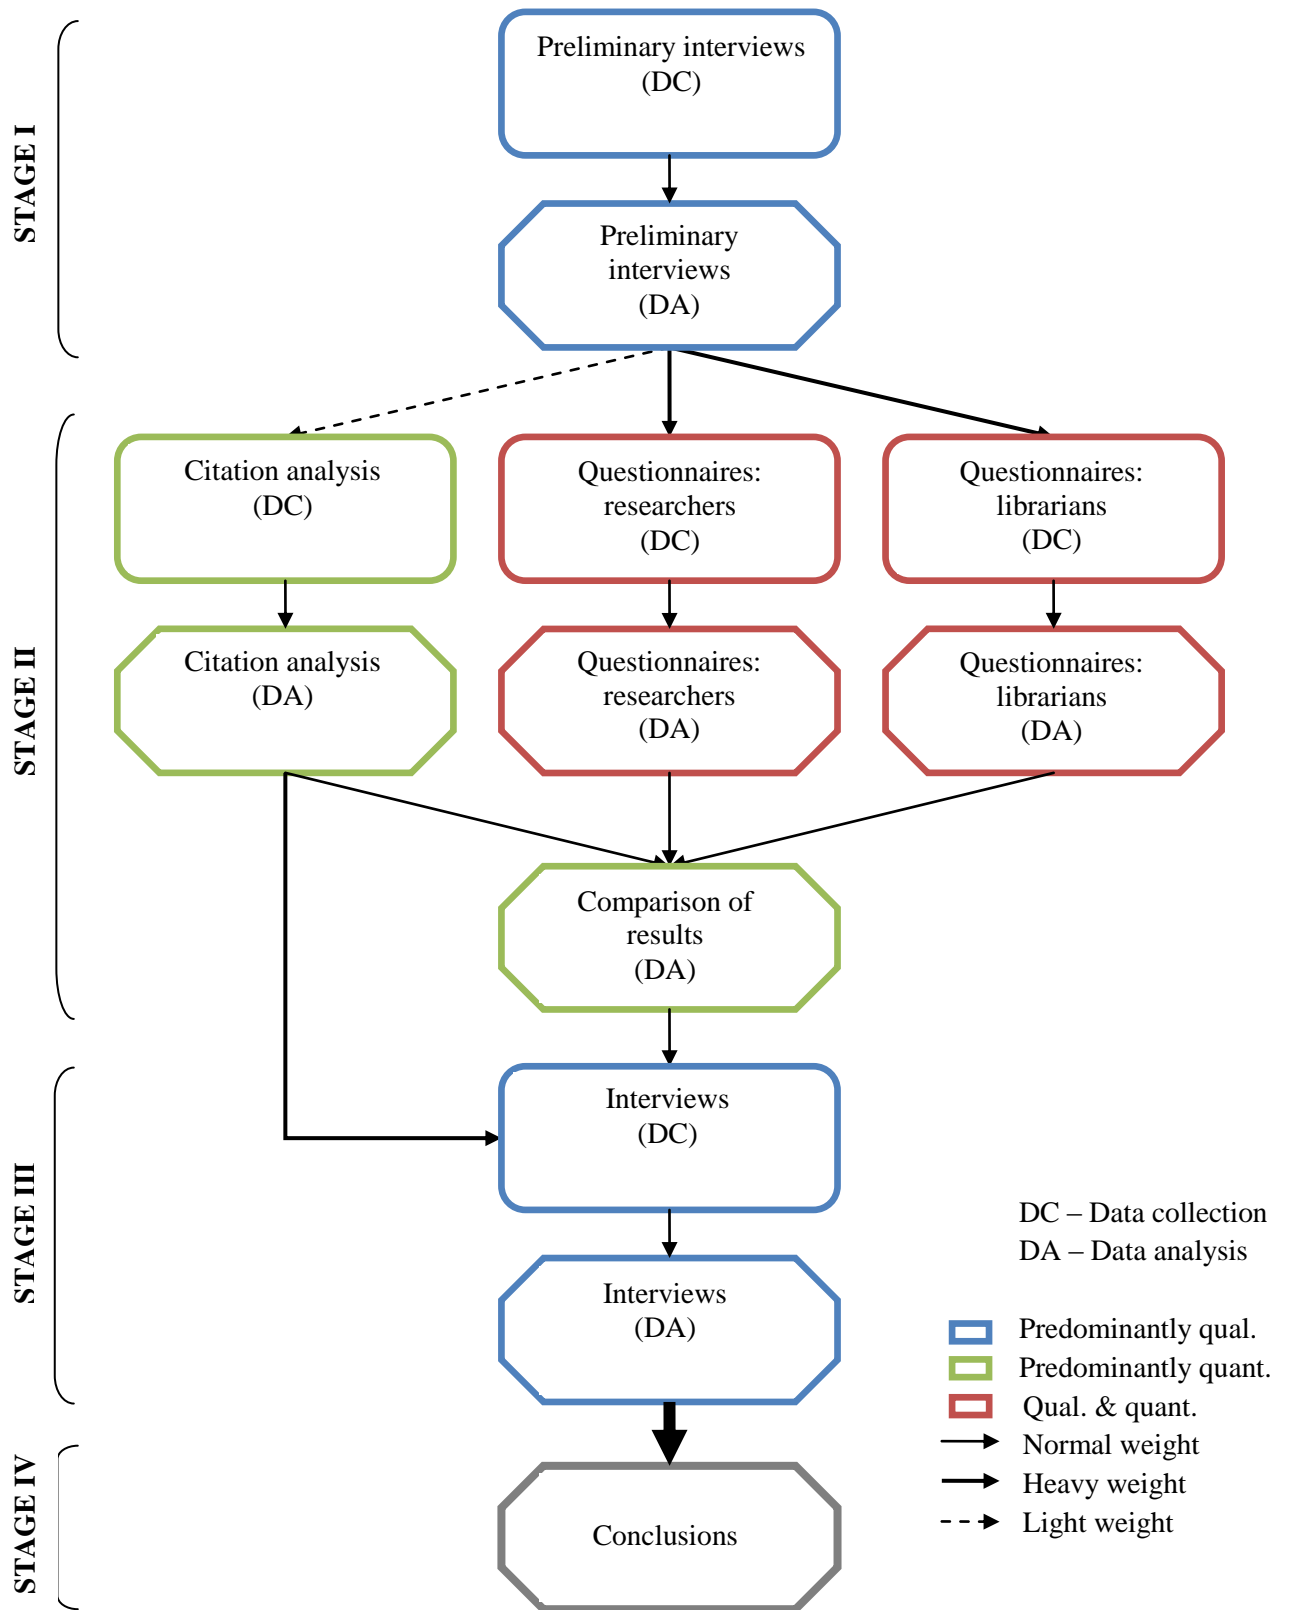 STAGE I
Preliminary interviews
(DC)
Preliminary
interviews
(DA)
STAGE II
Citation analysis
(DC)
Questionnaires:
researchers
(DC)
Questionnaires:
librarians
(DC)
Citation analysis
(DA)
Questionnaires:
researchers
(DA)
Questionnaires:
librarians
(DA)
Comparison of
results
(DA)
STAGE III
Interviews
(DC)
Interviews
(DA)
STAGE IV
Conclusions
DC – Data collection
DA – Data analysis
Predominantly qual.
Predominantly quant.
Qual. & quant.
Normal weight
Heavy weight
Light weight